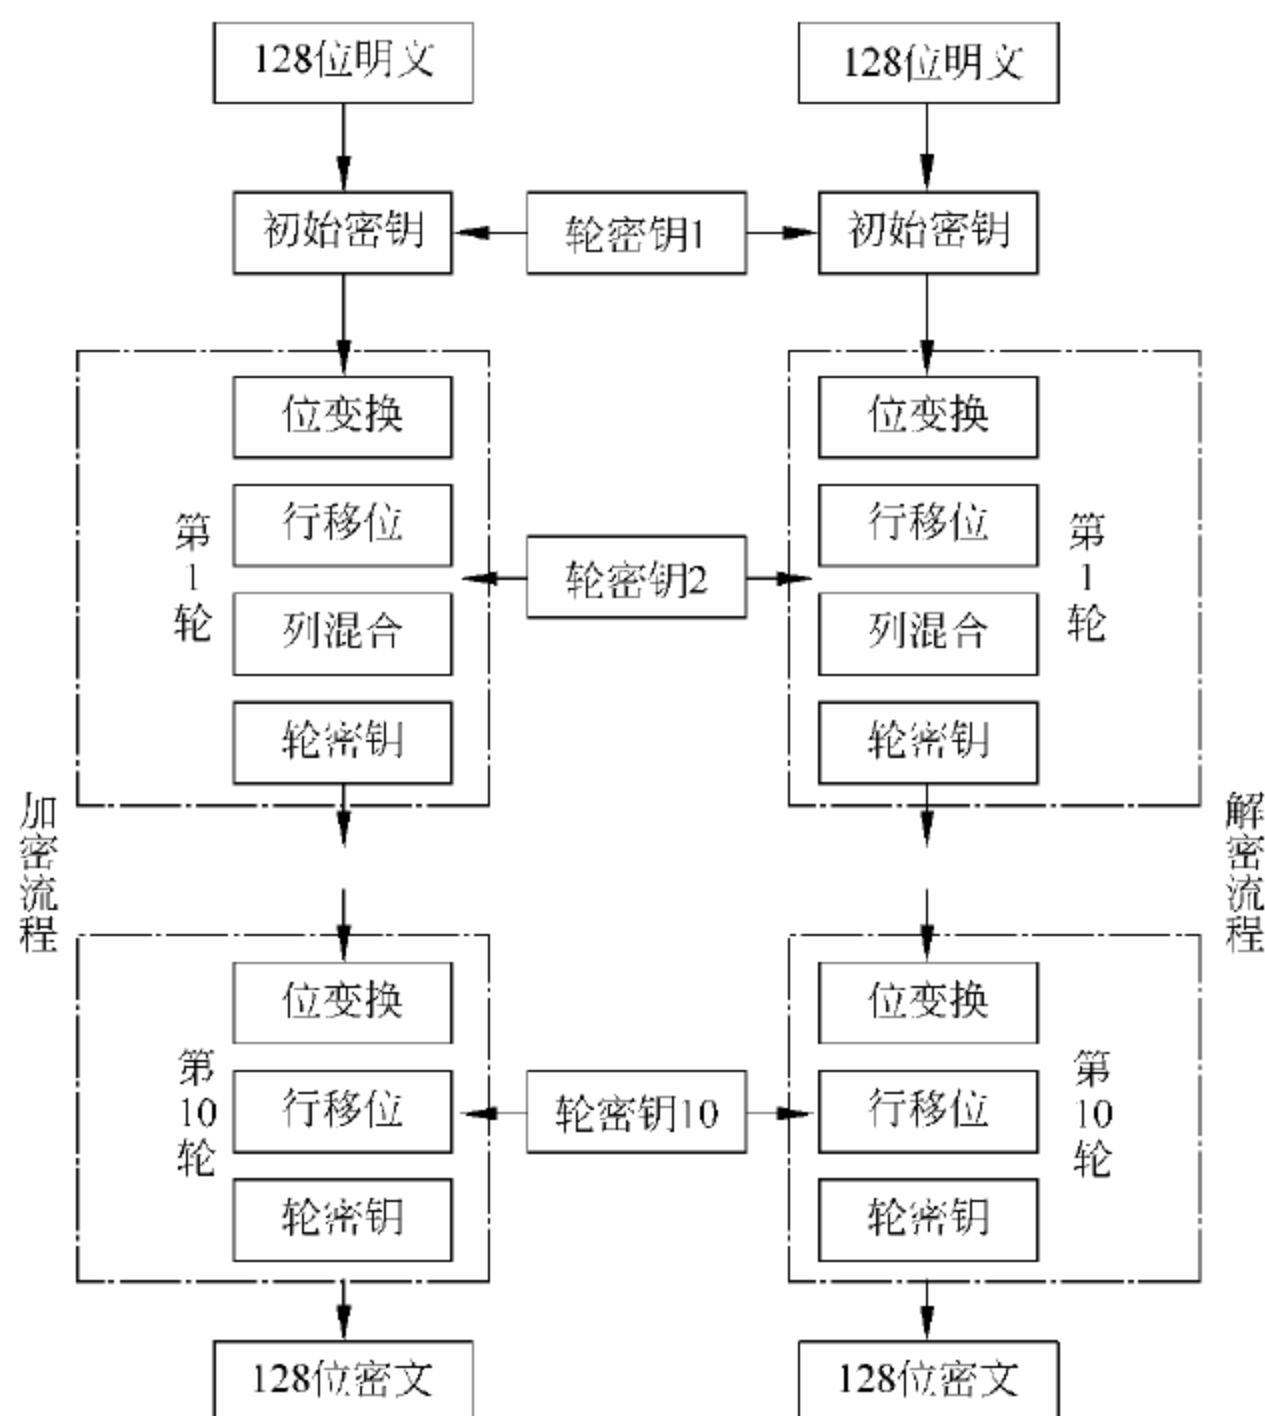 128位明文
128位明文
初始密钥
轮密钥1
初始密钥
位变换
行移位
列混合
轮密钥
第
1
轮
轮密钥2
位变换
行移位
列混合
轮密钥
第
1
轮
加密流程
解密流程
位变换
行移位
轮密钥
第
10
轮
轮密钥10
位变换
行移位
轮密钥
第
10
轮
128位密文
128位密文